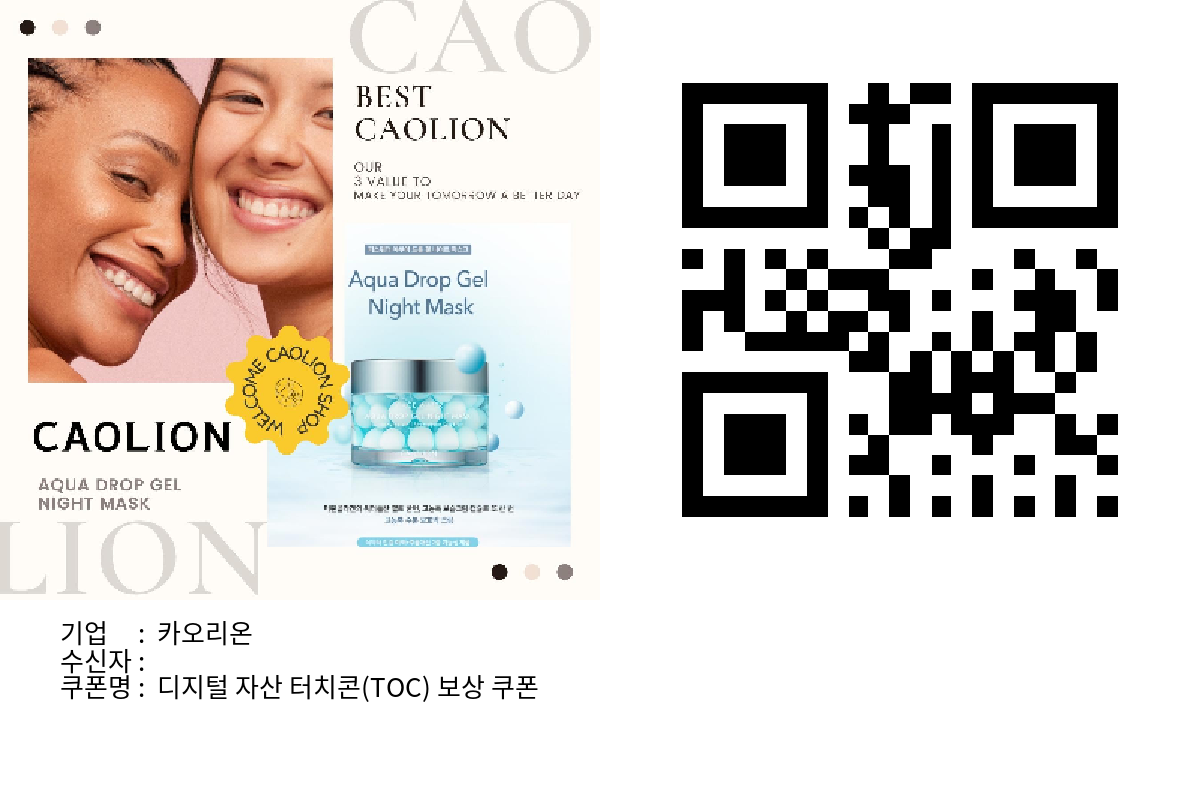 CAO
BEST
CAOLION
OUR
3 VALUE TO
MAKE YOUR TOMORROW A BETTER DAY
Aqua Drop Gel
Night Mask
WELCOME CAOLION SHOP
CAOLION
AQUA DROP GEL
NIGHT MASK
LION
기업 : 카오리온
수신자 :
쿠폰명 : 디지털 자산 터치콘(TOC) 보상 쿠폰